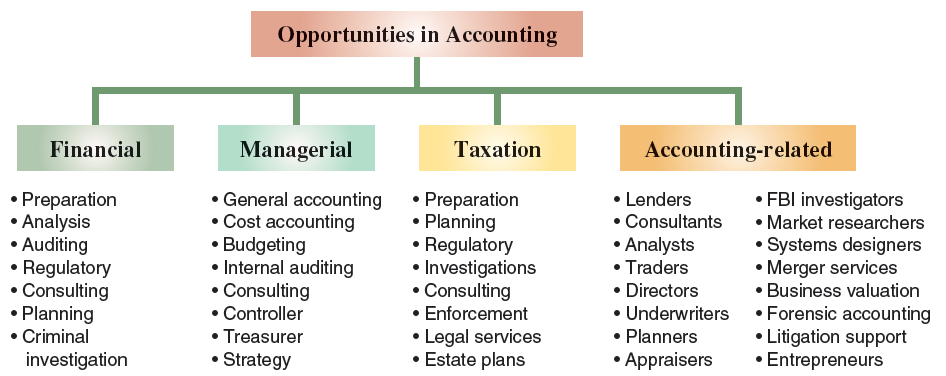 Opportunities in Accounting
Financial
• Preparation
• Analysis
• Auditing
• Regulatory
• Consulting
• Planning
• Criminal
investigation
Managerial
• General accounting
• Cost accounting
• Budgeting
• Internal auditing
• Consulting
• Controller
• Treasurer
• Strategy
Taxation
• Preparation
• Planning
• Regulatory
• Investigations
• Consulting
• Enforcement
• Legal services
• Estate plans
Accounting-related
• Lenders
• Consultants
• Analysts
• Traders
• Directors
• Underwriters
• Planners
• Appraisers
• FBI investigators
• Market researchers
• Systems designers
• Merger services
• Business valuation
• Forensic accounting
• Litigation support
• Entrepreneurs